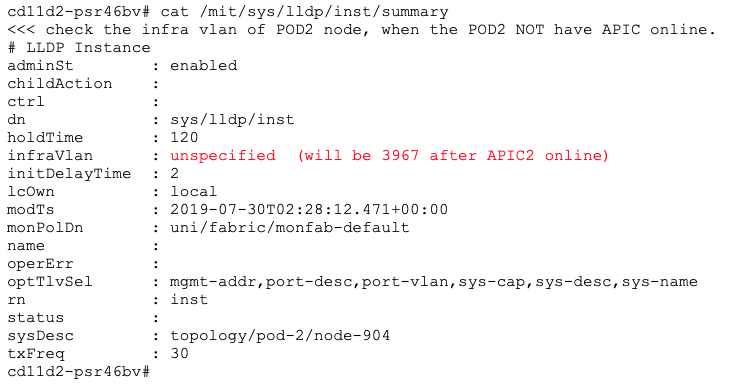 cd11d2-psr46bv# cat /mit/sys/lldp/inst/summary
<<< check the infra vlan of POD2 node, when the POD2 NOT have APIC online.
# LLDP Instance
adminSt : enabled
childAction :
ctrl :
dn : sys/lldp/inst
holdTime : 120
infraVlan : unspecified (will be 3967 after APIC2 online)
initDelayTime : 2
lcOwn : local
modTs : 2019-07-30T02:28:12.471+00:00
monPolDn : uni/fabric/monfab-default
name :
operErr :
optTlvSel : mgmt-addr,port-desc,port-vlan,sys-cap,sys-desc,sys-name
rn : inst
status :
sysDesc : topology/pod-2/node-904
txFreq : 30
cd11d2-psr46bv#